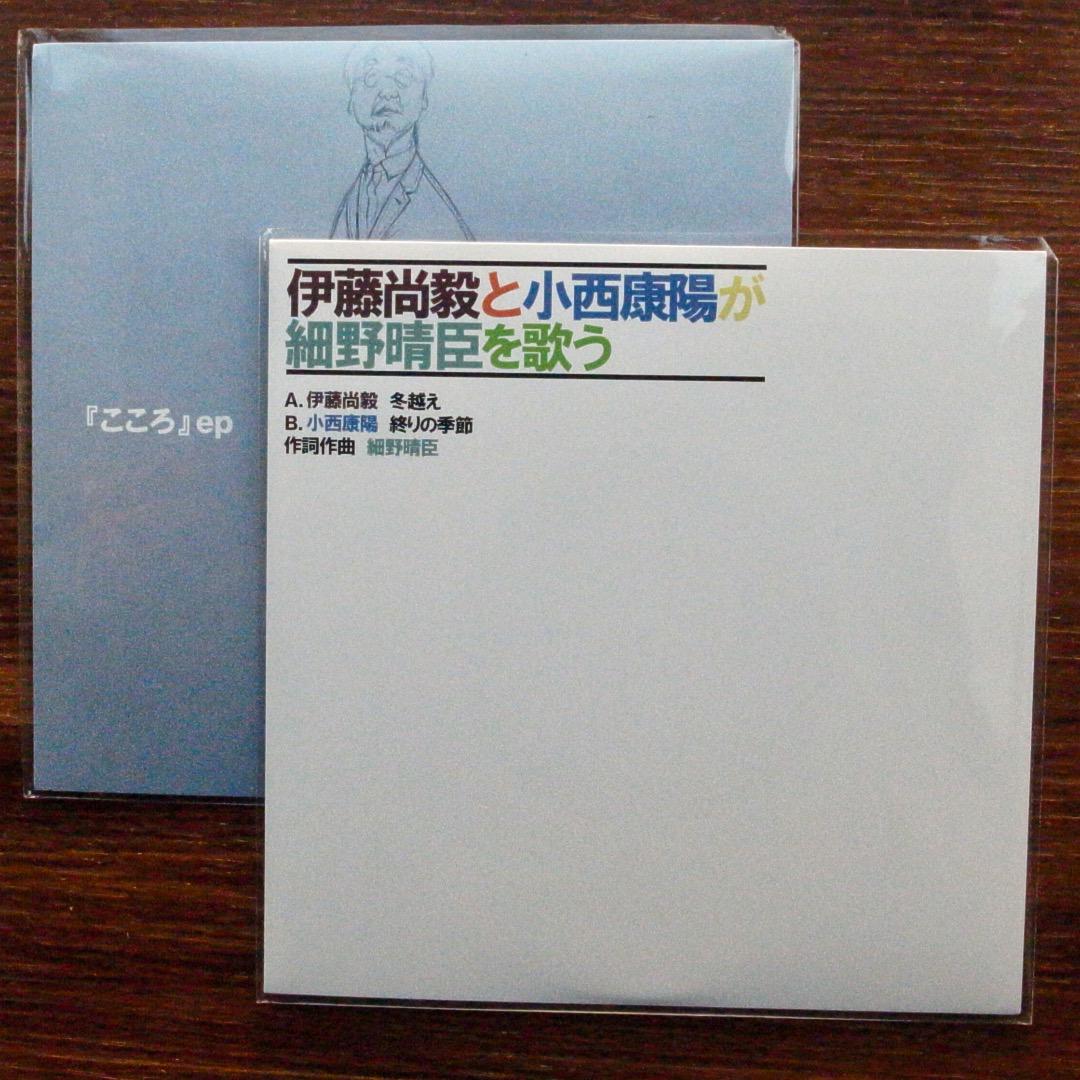 伊藤尚毅と小西康陽が
細野晴臣を歌う
A. 伊藤尚毅 冬越え
B. 小西康陽 終りの季節
作詞作曲 細野晴臣
『こころ』ep